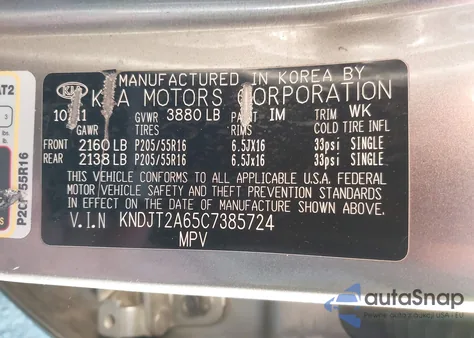 MANUFACTURED IN KOREA BY
KIA KIA MOTORS CORPORATION
GVWR 3880 LB PAINT IM TRIM WK
GAWR TIRES RIMS COLD TIRE INFL
FRONT 2160 LB P205/55R16 6.5Jx16 33psi SINGLE
REAR 2138 LB P205/55R16 6.5Jx16 33psi SINGLE
THIS VEHICLE CONFORMS TO ALL APPLICABLE U.S.A. FEDERAL
MOTOR VEHICLE SAFETY AND THEFT PREVENTION STANDARDS
IN EFFECT ON THE DATE OF MANUFACTURE SHOWN ABOVE.
V.I.N KNDJT2A65C7385724
MPV
autoSnap